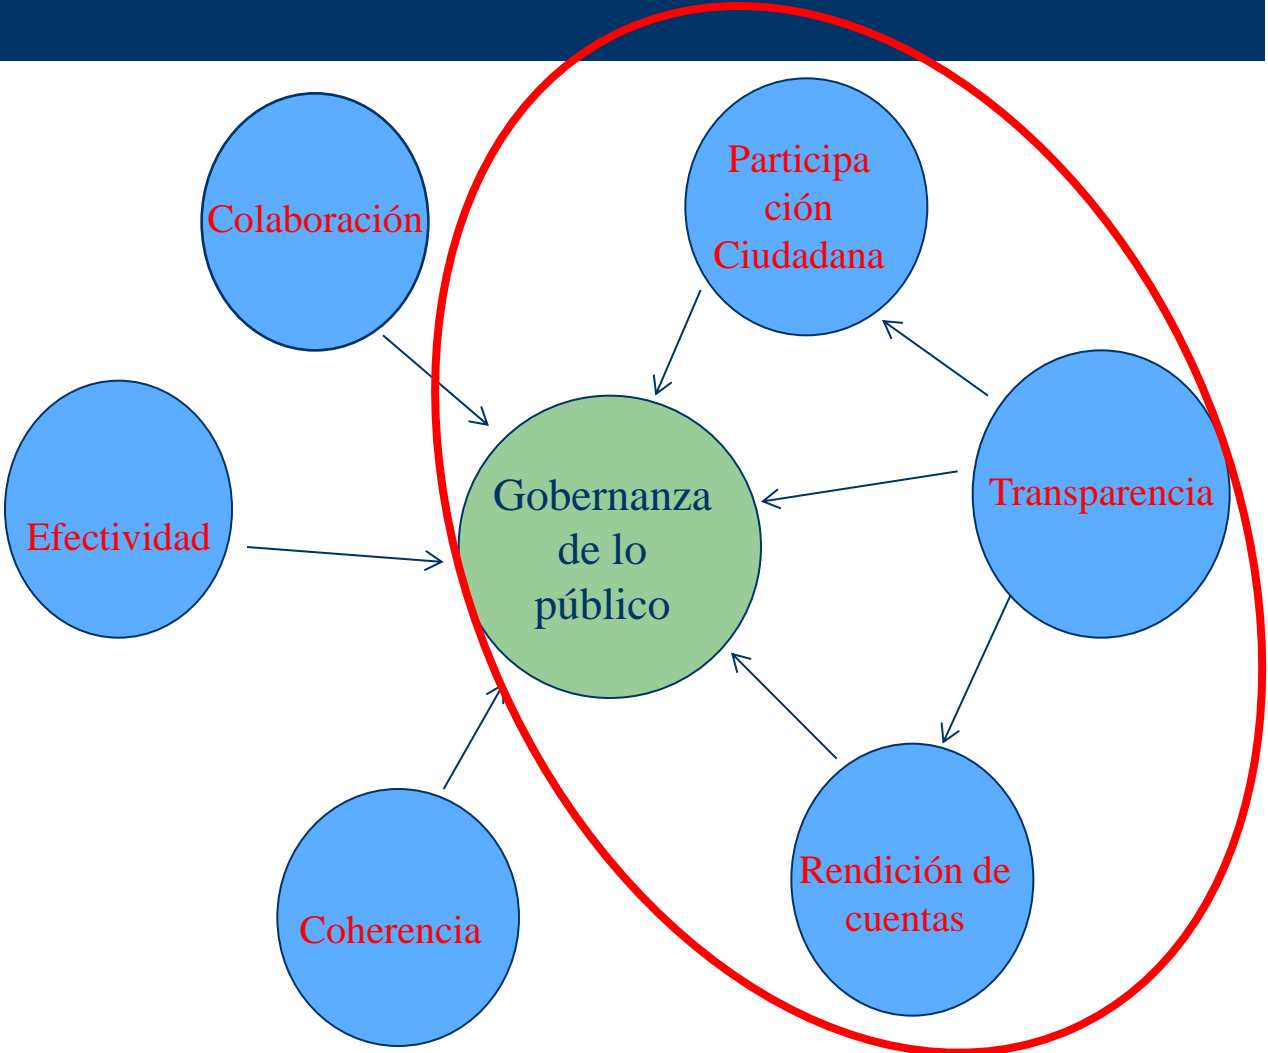 Participa
ción
Ciudadana
Colaboración
Transparencia
Gobernanza
de lo
público
Efectividad
Rendición de
cuentas
Coherencia